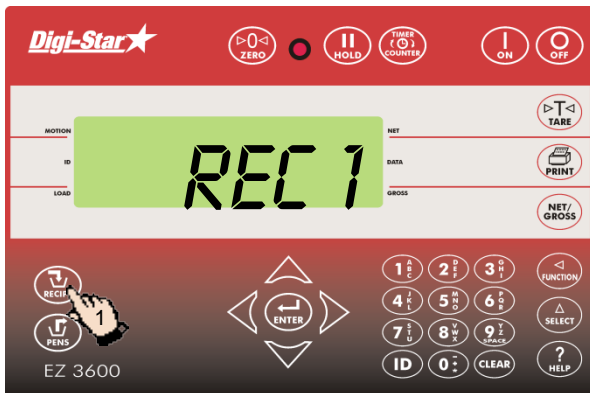 Digi-Star
▷0◁ ZERO
HOLD
TIMER COUNTER
ON
OFF
▷T◁ TARE
MOTION
NET
ID
REC 1
DATA
PRINT
LOAD
GROSS
NET/
GROSS
1 A B C
2 D E F
3 G H I
FUNCTION
4 J K L
5 M N O
6 P Q R
SELECT
ENTER
1
PENS
7 S T U
8 V W X
9 Y Z SPACE
ID
0 - + *
CLEAR
? HELP
EZ 3600